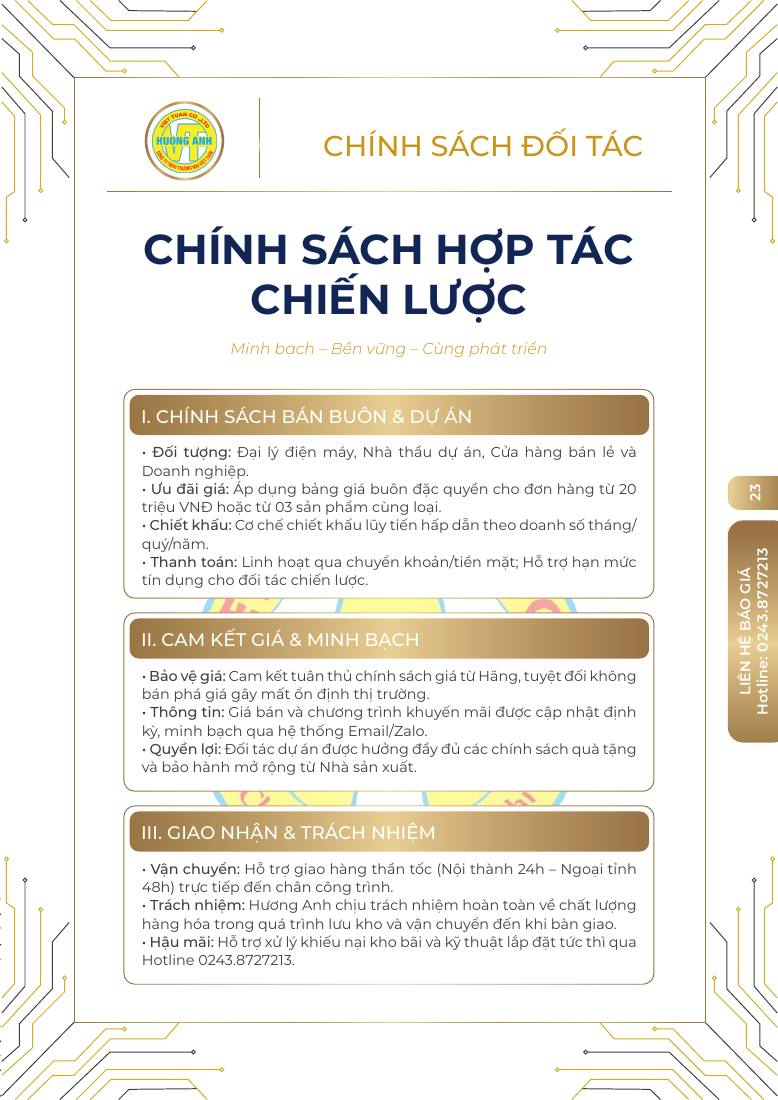 VIET TUAN CO .,LTD
HUONG ANH
VT
CÔNG TY TNHH THƯƠNG MẠI VIỆT TUẤN
CHÍNH SÁCH ĐỐI TÁC
CHÍNH SÁCH HỢP TÁC
CHIẾN LƯỢC
Minh bạch – Bền vững – Cùng phát triển
I. CHÍNH SÁCH BÁN BUÔN & DỰ ÁN
• Đối tượng: Đại lý điện máy, Nhà thầu dự án, Cửa hàng bán lẻ và
Doanh nghiệp.
• Ưu đãi giá: Áp dụng bảng giá buôn đặc quyền cho đơn hàng từ 20
triệu VNĐ hoặc từ 03 sản phẩm cùng loại.
• Chiết khấu: Cơ chế chiết khấu lũy tiến hấp dẫn theo doanh số tháng/
quý/năm.
• Thanh toán: Linh hoạt qua chuyển khoản/tiền mặt; Hỗ trợ hạn mức
tín dụng cho đối tác chiến lược.
II. CAM KẾT GIÁ & MINH BẠCH
• Bảo vệ giá: Cam kết tuân thủ chính sách giá từ Hãng, tuyệt đối không
bán phá giá gây mất ổn định thị trường.
• Thông tin: Giá bán và chương trình khuyến mãi được cập nhật định
kỳ, minh bạch qua hệ thống Email/Zalo.
• Quyền lợi: Đối tác dự án được hưởng đầy đủ các chính sách quà tặng
và bảo hành mở rộng từ Nhà sản xuất.
III. GIAO NHẬN & TRÁCH NHIỆM
• Vận chuyển: Hỗ trợ giao hàng thần tốc (Nội thành 24h – Ngoại tỉnh
48h) trực tiếp đến chân công trình.
• Trách nhiệm: Hương Anh chịu trách nhiệm hoàn toàn về chất lượng
hàng hóa trong quá trình lưu kho và vận chuyển đến khi bàn giao.
• Hậu mãi: Hỗ trợ xử lý khiếu nại kho bãi và kỹ thuật lắp đặt tức thì qua
Hotline 0243.8727213.
23
LIÊN HỆ BÁO GIÁ
Hotline: 0243.8727213